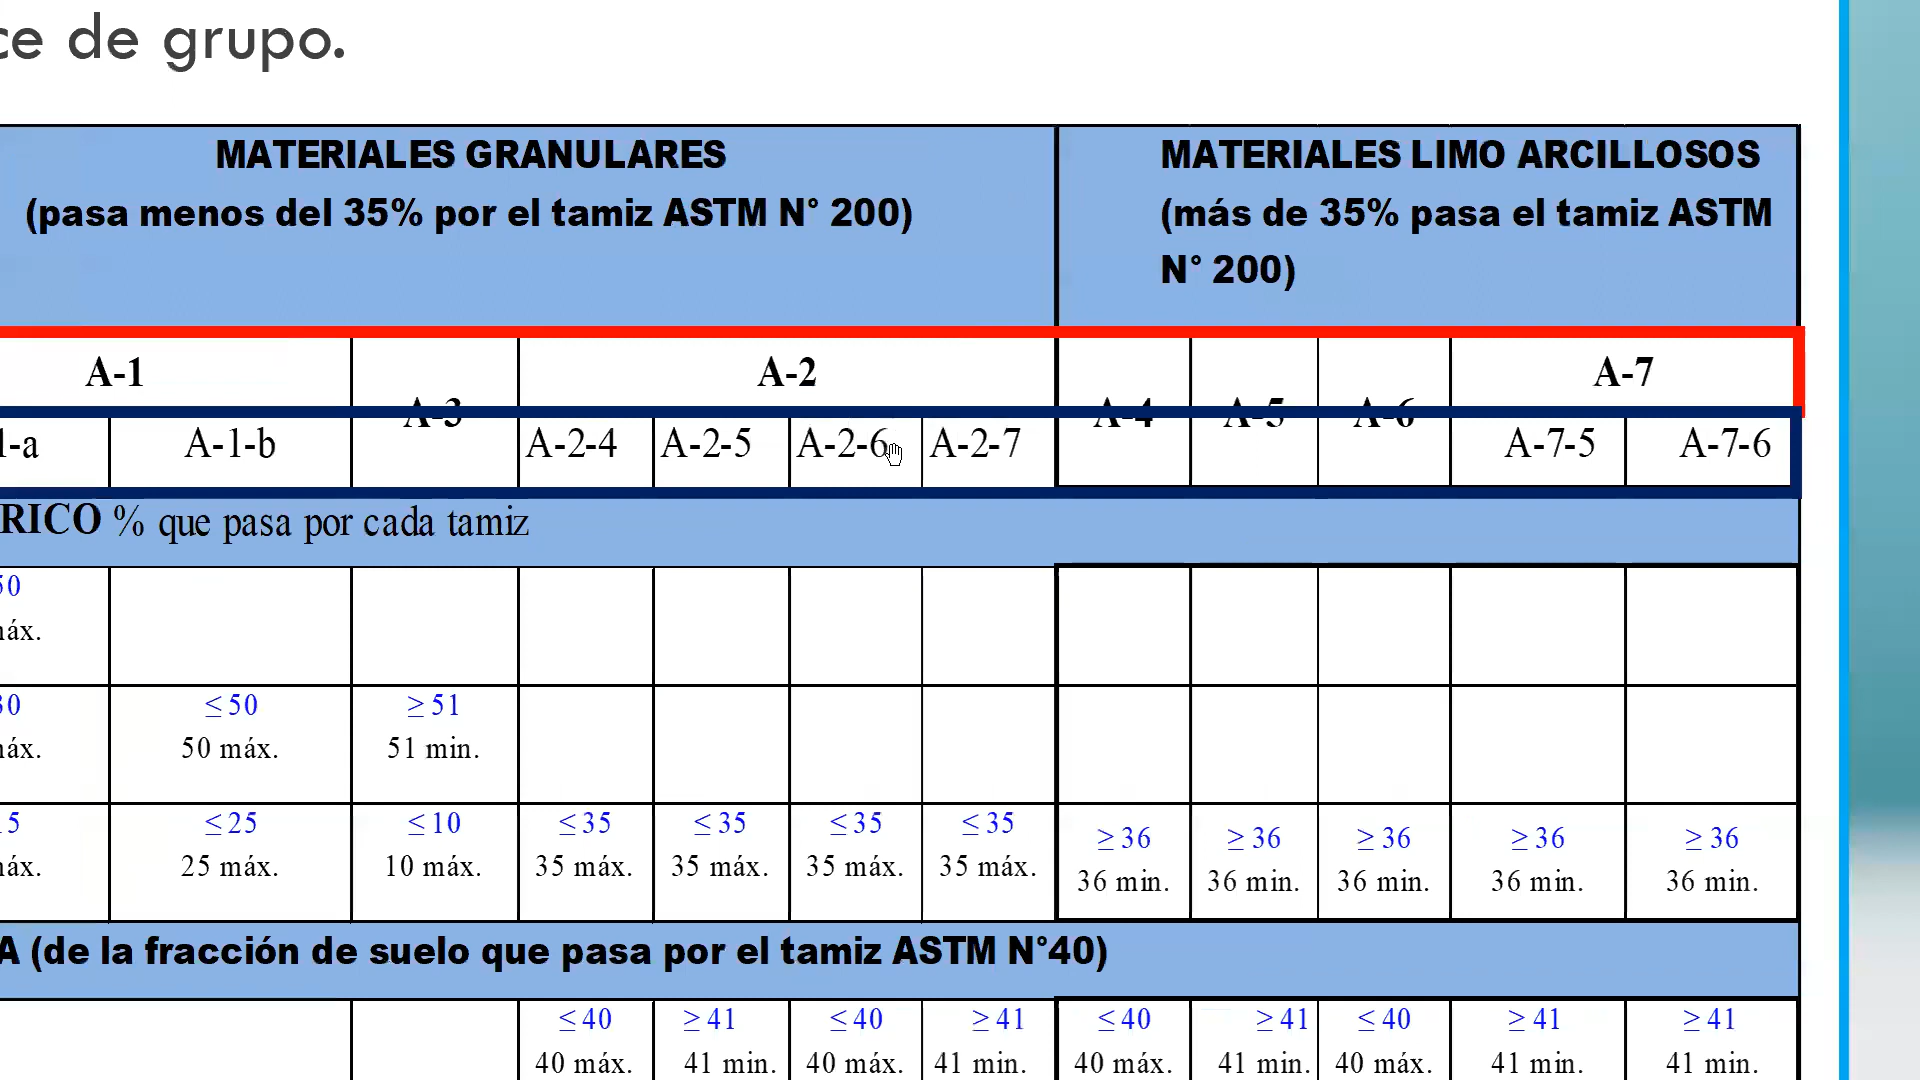 ce de grupo.
MATERIALES GRANULARES
(pasa menos del 35% por el tamiz ASTM N° 200)
MATERIALES LIMO ARCILLOSOS
(más de 35% pasa el tamiz ASTM
N° 200)
A-1 A-3 A-2 A-4 A-5 A-6 A-7
1-a A-1-b A-2-4 A-2-5 A-2-6 A-2-7 A-7-5 A-7-6
RICO % que pasa por cada tamiz
50
máx.
30 ≤ 50 ≥ 51
máx. 50 máx. 51 min.
15 ≤ 25 ≤ 10 ≤ 35 ≤ 35 ≤ 35 ≤ 35 ≥ 36 ≥ 36 ≥ 36 ≥ 36 ≥ 36
máx. 25 máx. 10 máx. 35 máx. 35 máx. 35 máx. 35 máx. 36 min. 36 min. 36 min. 36 min. 36 min.
A (de la fracción de suelo que pasa por el tamiz ASTM N°40)
≤ 40 ≥ 41 ≤ 40 ≥ 41 ≤ 40 ≥ 41 ≤ 40 ≥ 41 ≥ 41
40 máx. 41 min. 40 máx. 41 min. 40 máx. 41 min. 40 máx. 41 min. 41 min.